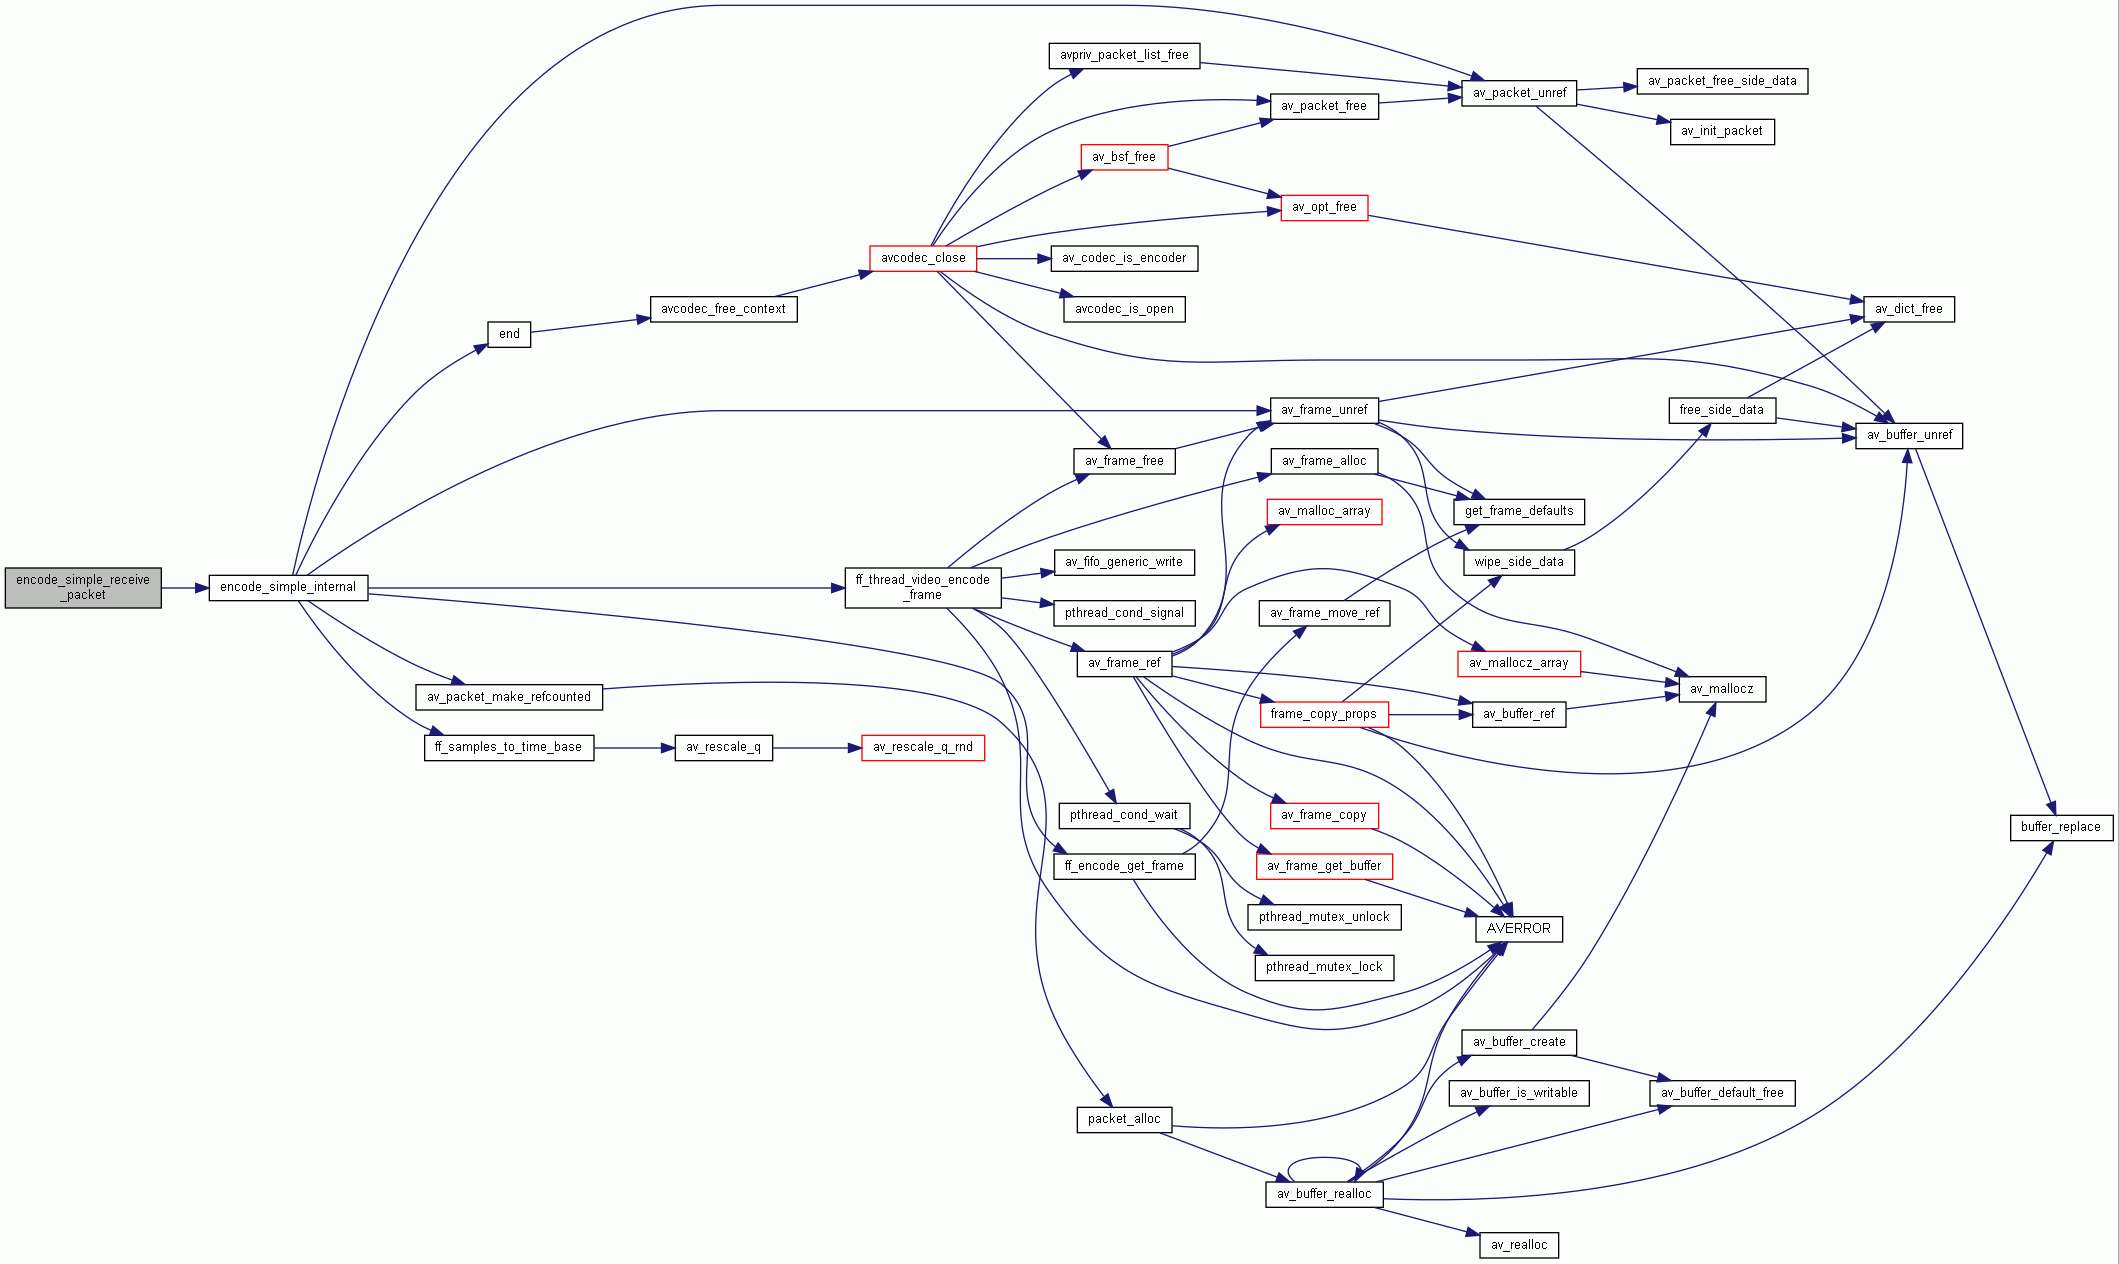 avpriv_packet_list_free
av_packet_free_side_data
av_packet_unref
av_packet_free
av_init_packet
av_bsf_free
av_opt_free
avcodec_close
av_codec_is_encoder
avcodec_free_context
avcodec_is_open
av_dict_free
end
av_frame_unref
free_side_data
av_buffer_unref
av_frame_free
av_frame_alloc
av_malloc_array
get_frame_defaults
av_fifo_generic_write
wipe_side_data
encode_simple_receive
_packet
encode_simple_internal
ff_thread_video_encode
_frame
pthread_cond_signal
av_frame_move_ref
av_frame_ref
av_mallocz_array
av_packet_make_refcounted
av_mallocz
frame_copy_props
av_buffer_ref
ff_samples_to_time_base
av_rescale_q
av_rescale_q_rnd
pthread_cond_wait
av_frame_copy
buffer_replace
ff_encode_get_frame
av_frame_get_buffer
pthread_mutex_unlock
AVERROR
pthread_mutex_lock
av_buffer_create
av_buffer_is_writable
av_buffer_default_free
packet_alloc
av_buffer_realloc
av_realloc